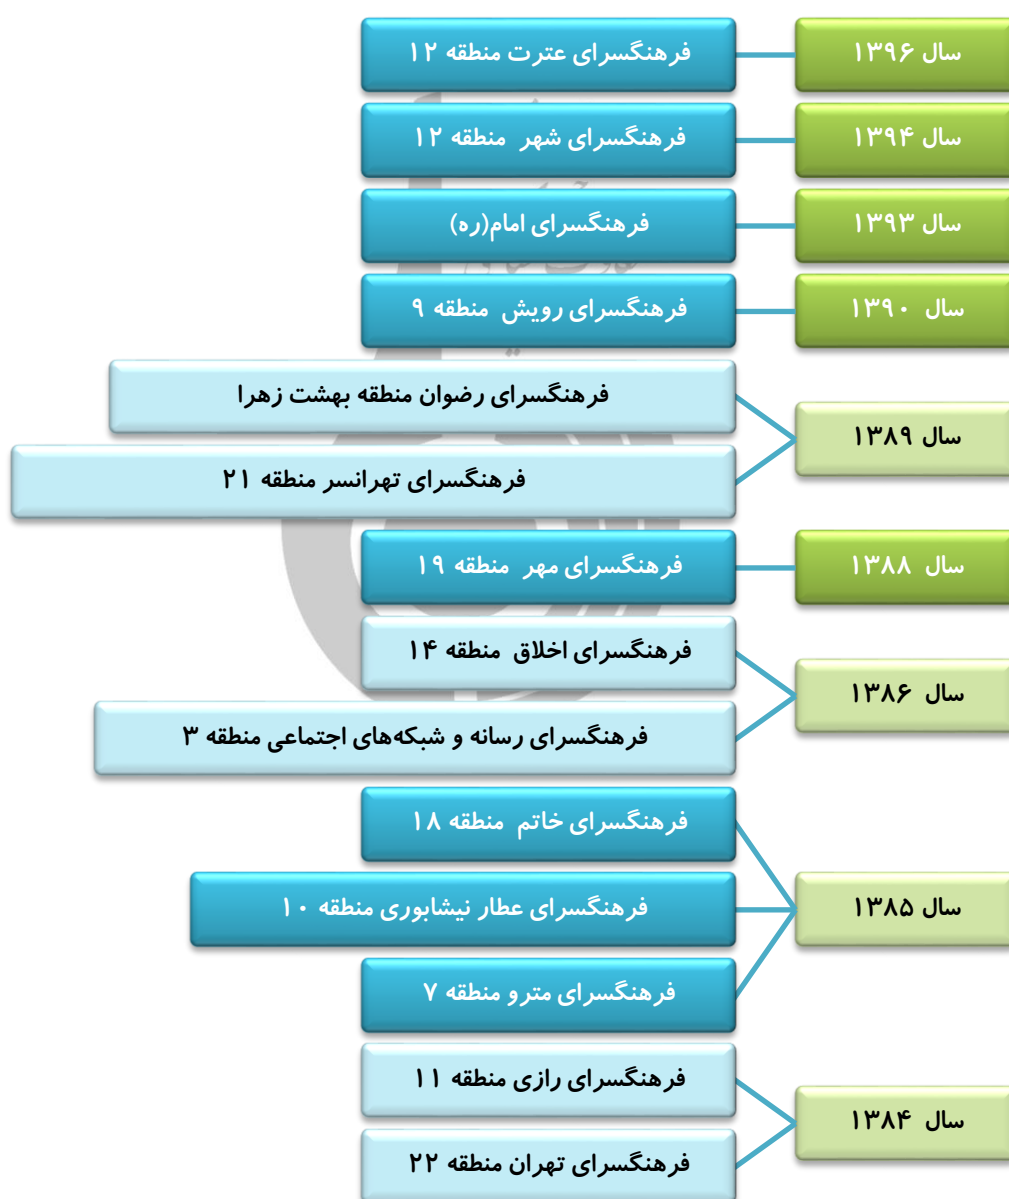 سال ۱۳۹۶
فرهنگسرای عترت منطقه ۱۲
سال ۱۳۹۴
فرهنگسرای شهر منطقه ۱۲
سال ۱۳۹۳
فرهنگسرای امام(ره)
سال ۱۳۹۰
فرهنگسرای رویش منطقه ۹
سال ۱۳۸۹
فرهنگسرای رضوان منطقه بهشت زهرا
فرهنگسرای تهرانسر منطقه ۲۱
سال ۱۳۸۸
فرهنگسرای مهر منطقه ۱۹
سال ۱۳۸۶
فرهنگسرای اخلاق منطقه ۱۴
فرهنگسرای رسانه و شبکه‌های اجتماعی منطقه ۳
سال ۱۳۸۵
فرهنگسرای خاتم منطقه ۱۸
فرهنگسرای عطار نیشابوری منطقه ۱۰
فرهنگسرای مترو منطقه ۷
سال ۱۳۸۴
فرهنگسرای رازی منطقه ۱۱
فرهنگسرای تهران منطقه ۲۲